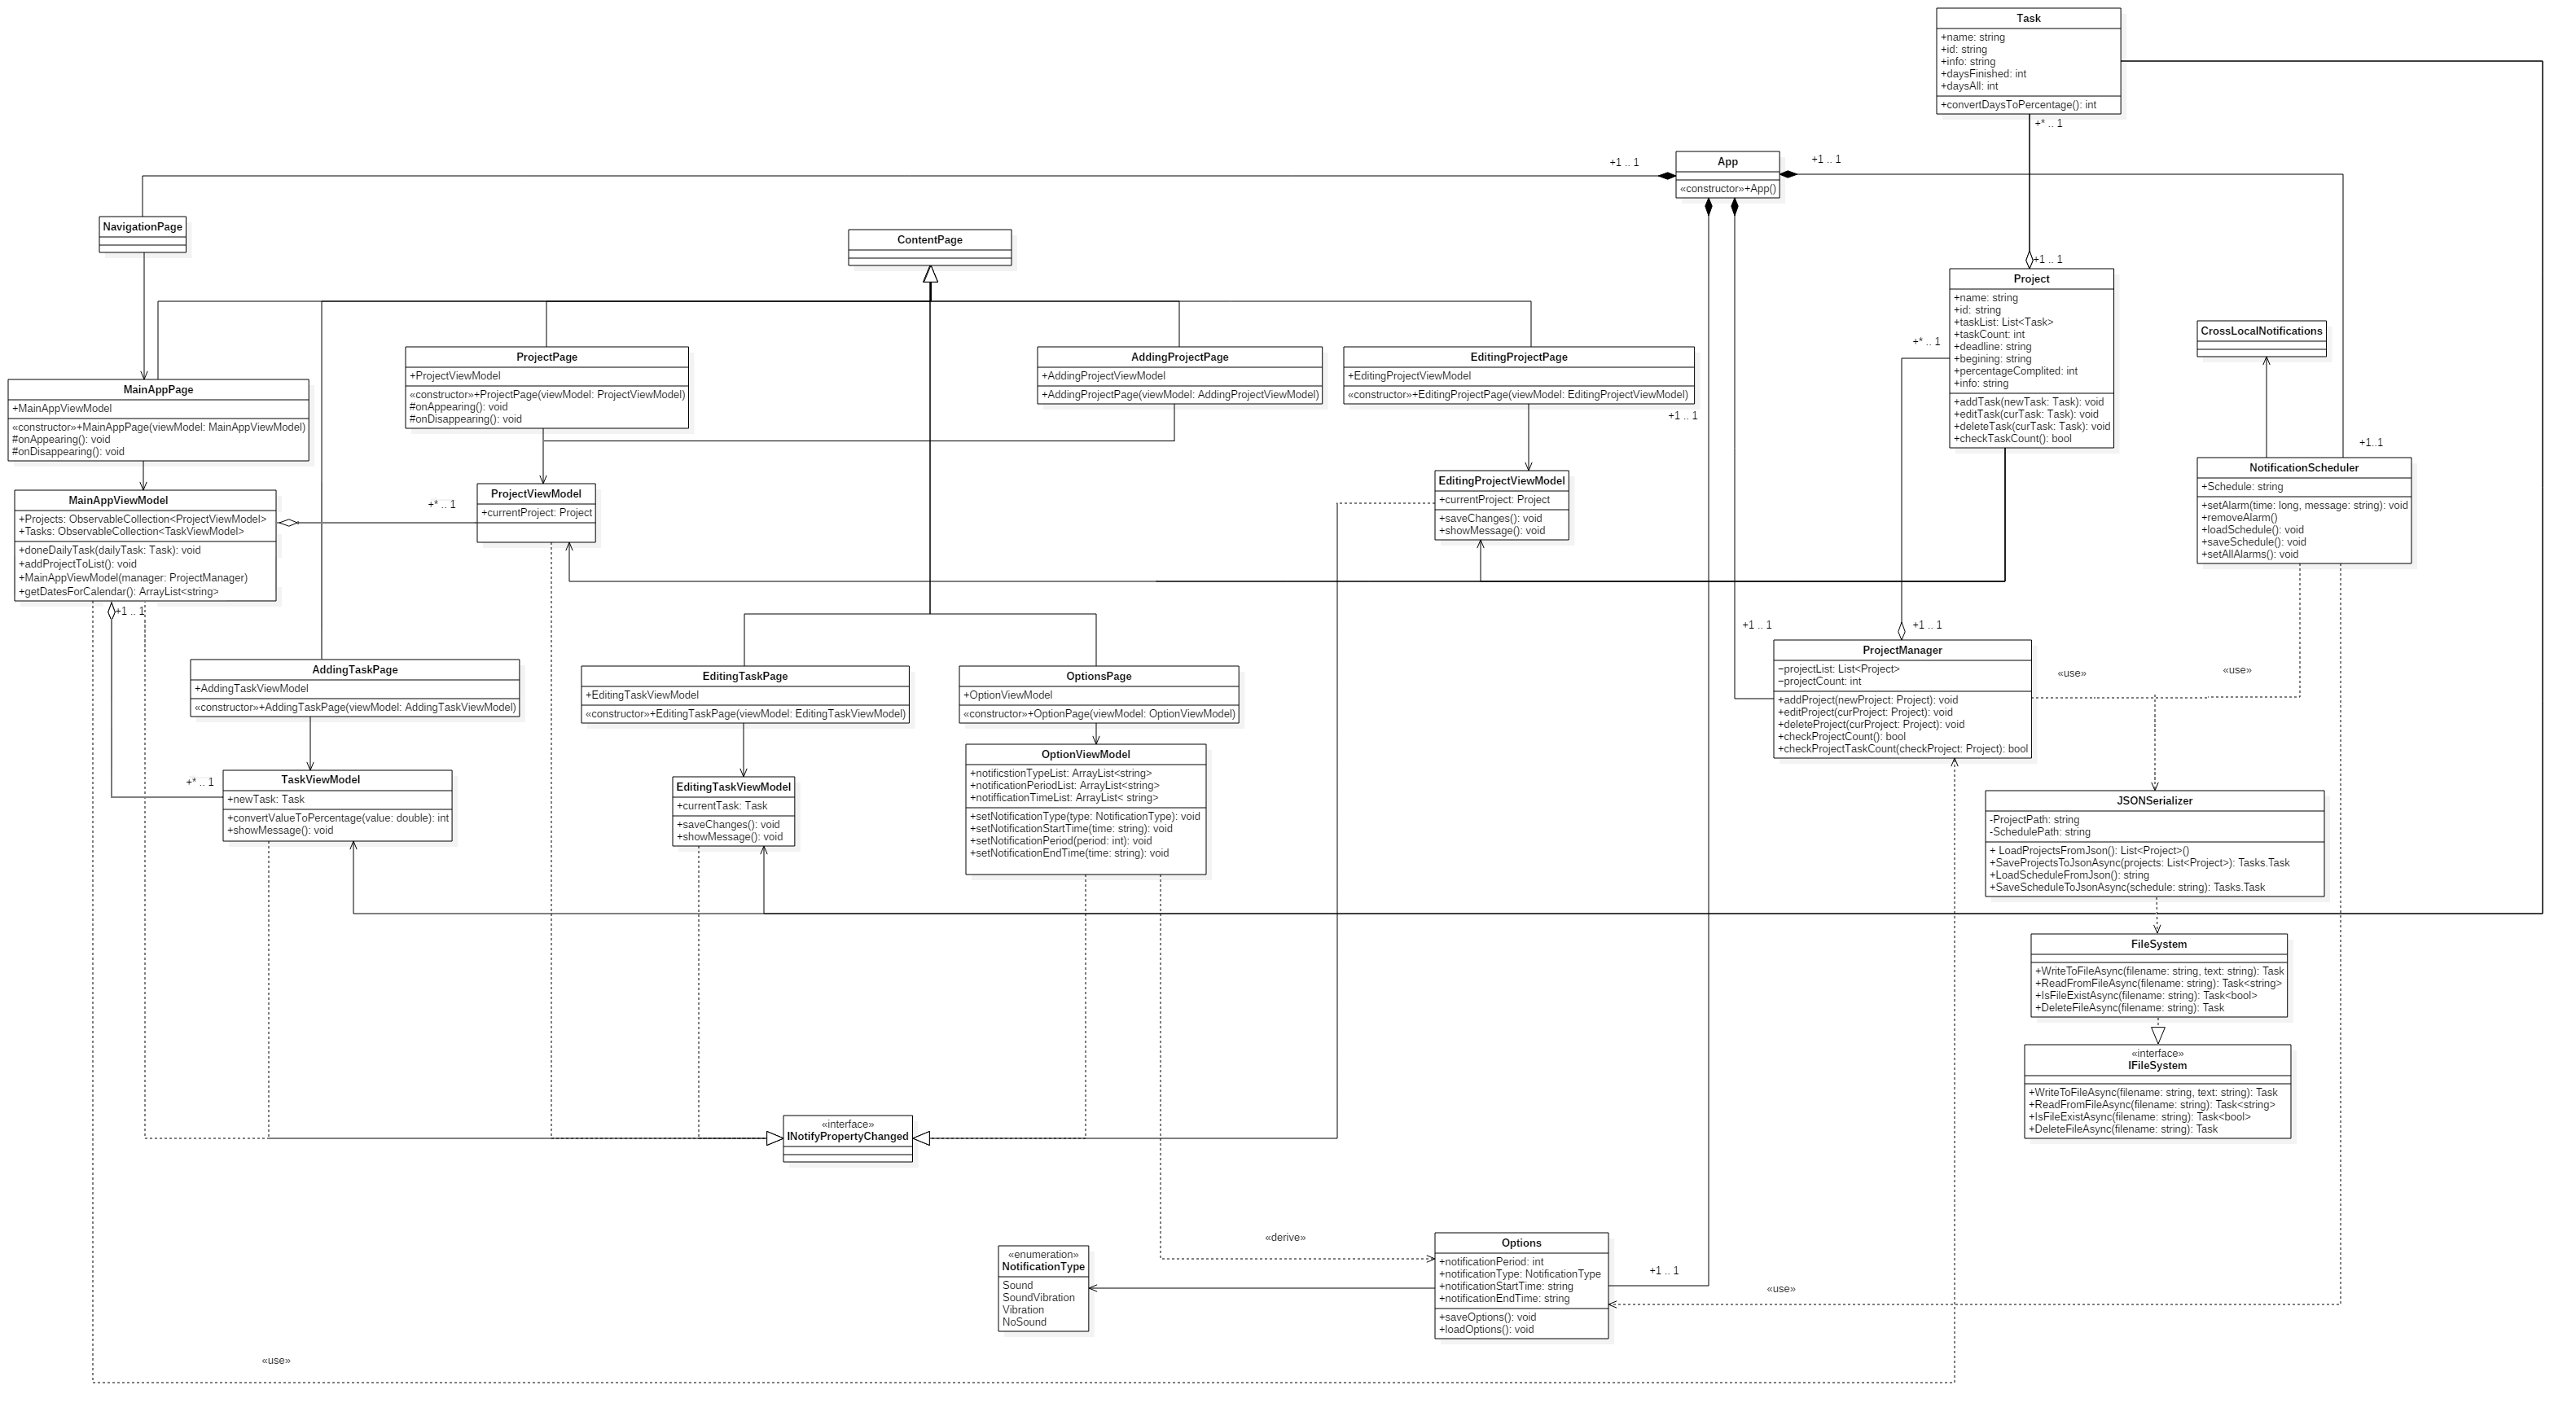 Task
+name: string
+id: string
+info: string
+daysFinished: int
+daysAll: int
+convertDaysToPercentage(): int
+* .. 1
+1 .. 1
App
«constructor»+App()
+1 .. 1
NavigationPage
ContentPage
+1 .. 1
Project
+name: string
+id: string
+taskList: List<Task>
+taskCount: int
+deadline: string
+begining: string
+percentageComplited: int
+info: string
+addTask(newTask: Task): void
+editTask(curTask: Task): void
+deleteTask(curTask: Task): void
+checkTaskCount(): bool
+* .. 1
CrossLocalNotifications
ProjectPage
+ProjectViewModel
«constructor»+ProjectPage(viewModel: ProjectViewModel)
#onAppearing(): void
#onDisappearing(): void
AddingProjectPage
+AddingProjectViewModel
+AddingProjectPage(viewModel: AddingProjectViewModel)
EditingProjectPage
+EditingProjectViewModel
«constructor»+EditingProjectPage(viewModel: EditingProjectViewModel)
+1 .. 1
MainAppPage
+MainAppViewModel
«constructor»+MainAppPage(viewModel: MainAppViewModel)
#onAppearing(): void
#onDisappearing(): void
+1..1
NotificationScheduler
+Schedule: string
+setAlarm(time: long, message: string): void
+removeAlarm()
+loadSchedule(): void
+saveSchedule(): void
+setAllAlarms(): void
MainAppViewModel
+Projects: ObservableCollection<ProjectViewModel>
+Tasks: ObservableCollection<TaskViewModel>
+doneDailyTask(dailyTask: Task): void
+addProjectToList(): void
+MainAppViewModel(manager: ProjectManager)
+getDatesForCalendar(): ArrayList<string>
+1 .. 1
+* .. 1
ProjectViewModel
+currentProject: Project
EditingProjectViewModel
+currentProject: Project
+saveChanges(): void
+showMessage(): void
+1 .. 1
+1 .. 1
ProjectManager
−projectList: List<Project>
−projectCount: int
+addProject(newProject: Project): void
+editProject(curProject: Project): void
+deleteProject(curProject: Project): void
+checkProjectCount(): bool
+checkProjectTaskCount(checkProject: Project): bool
«use»
«use»
AddingTaskPage
+AddingTaskViewModel
«constructor»+AddingTaskPage(viewModel: AddingTaskViewModel)
EditingTaskPage
+EditingTaskViewModel
«constructor»+EditingTaskPage(viewModel: EditingTaskViewModel)
OptionsPage
+OptionViewModel
«constructor»+OptionPage(viewModel: OptionViewModel)
+* .. 1
TaskViewModel
+newTask: Task
+convertValueToPercentage(value: double): int
+showMessage(): void
EditingTaskViewModel
+currentTask: Task
+saveChanges(): void
+showMessage(): void
OptionViewModel
+notificstionTypeList: ArrayList<string>
+notificationPeriodList: ArrayList<string>
+notifficationTimeList: ArrayList< string>
+setNotificationType(type: NotificationType): void
+setNotificationStartTime(time: string): void
+setNotificationPeriod(period: int): void
+setNotificationEndTime(time: string): void
JSONSerializer
-ProjectPath: string
-SchedulePath: string
+ LoadProjectsFromJson(): List<Project>()
+SaveProjectsToJsonAsync(projects: List<Project>): Tasks.Task
+LoadScheduleFromJson(): string
+SaveScheduleToJsonAsync(schedule: string): Tasks.Task
FileSystem
+WriteToFileAsync(filename: string, text: string): Task
+ReadFromFileAsync(filename: string): Task<string>
+IsFileExistAsync(filename: string): Task<bool>
+DeleteFileAsync(filename: string): Task
«interface»
IFileSystem
+WriteToFileAsync(filename: string, text: string): Task
+ReadFromFileAsync(filename: string): Task<string>
+IsFileExistAsync(filename: string): Task<bool>
+DeleteFileAsync(filename: string): Task
«interface»
INotifyPropertyChanged
«derive»
«enumeration»
NotificationType
Sound
SoundVibration
Vibration
NoSound
Options
+notificationPeriod: int
+notificationType: NotificationType
+notificationStartTime: string
+notificationEndTime: string
+saveOptions(): void
+loadOptions(): void
+1 .. 1
«use»
«use»